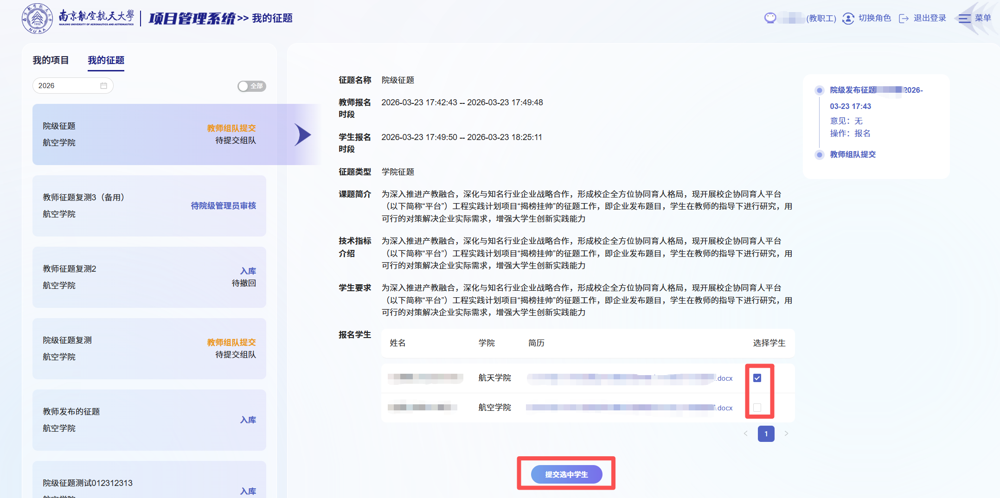 南京航空航天大學
NANJING UNIVERSITY OF AERONAUTICS AND ASTRONAUTICS
1952
NUAA
项目管理系统
>> 我的征题
(教职工)
切换角色
退出登录
菜单
我的项目
我的征题
2026
全部
院级征题
航空学院
教师组队提交
待提交组队
教师征题复测3（备用）
航空学院
待院级管理员审核
教师征题复测2
航空学院
入库
待撤回
院级征题复测
航空学院
教师组队提交
待提交组队
教师发布的征题
航空学院
入库
院级征题测试012312313
入库
征题名称
院级征题
教师报名
时段
2026-03-23 17:42:43 -- 2026-03-23 17:49:48
学生报名
时段
2026-03-23 17:49:50 -- 2026-03-23 18:25:11
征题类型
学院征题
课题简介
为深入推进产教融合，深化与知名行业企业战略合作，形成校企全方位协同育人格局，现开展校企协同育人平台
（以下简称“平台”）工程实践计划项目“揭榜挂帅”的征题工作，即企业发布题目，学生在教师的指导下进行研究，用
可行的对策解决企业实际需求，增强大学生创新实践能力
技术指标
介绍
为深入推进产教融合，深化与知名行业企业战略合作，形成校企全方位协同育人格局，现开展校企协同育人平台
（以下简称“平台”）工程实践计划项目“揭榜挂帅”的征题工作，即企业发布题目，学生在教师的指导下进行研究，用
可行的对策解决企业实际需求，增强大学生创新实践能力
学生要求
为深入推进产教融合，深化与知名行业企业战略合作，形成校企全方位协同育人格局，现开展校企协同育人平台
（以下简称“平台”）工程实践计划项目“揭榜挂帅”的征题工作，即企业发布题目，学生在教师的指导下进行研究，用
可行的对策解决企业实际需求，增强大学生创新实践能力
报名学生
姓名
学院
简历
选择学生
航天学院
.docx
航空学院
.docx
1
提交选中学生
院级发布征题
2026-
03-23 17:43
意见：无
操作：报名
教师组队提交